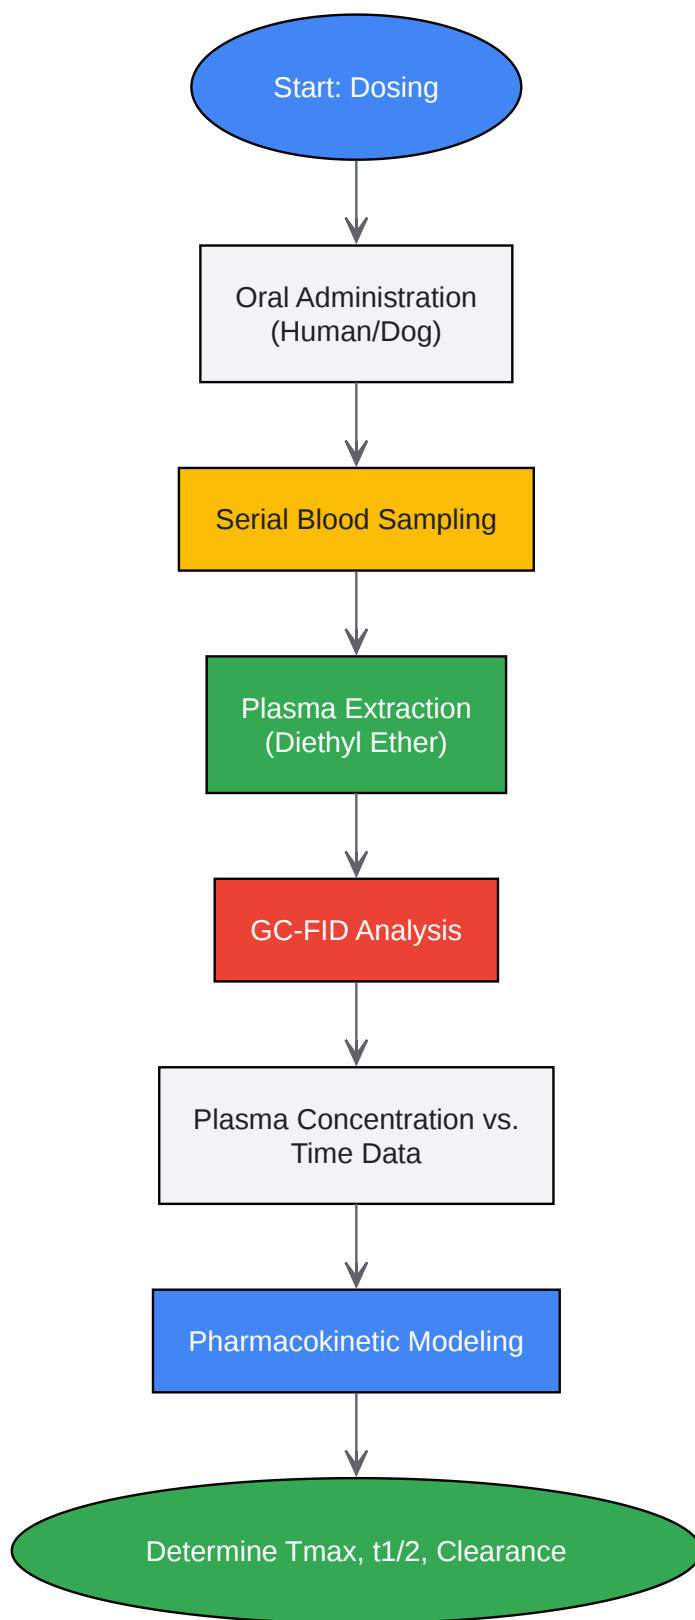 Start: Dosing
Oral Administration
(Human/Dog)
Serial Blood Sampling
Plasma Extraction
(Diethyl Ether)
GC-FID Analysis
Plasma Concentration vs.
Time Data
Pharmacokinetic Modeling
Determine Tmax, t1/2, Clearance